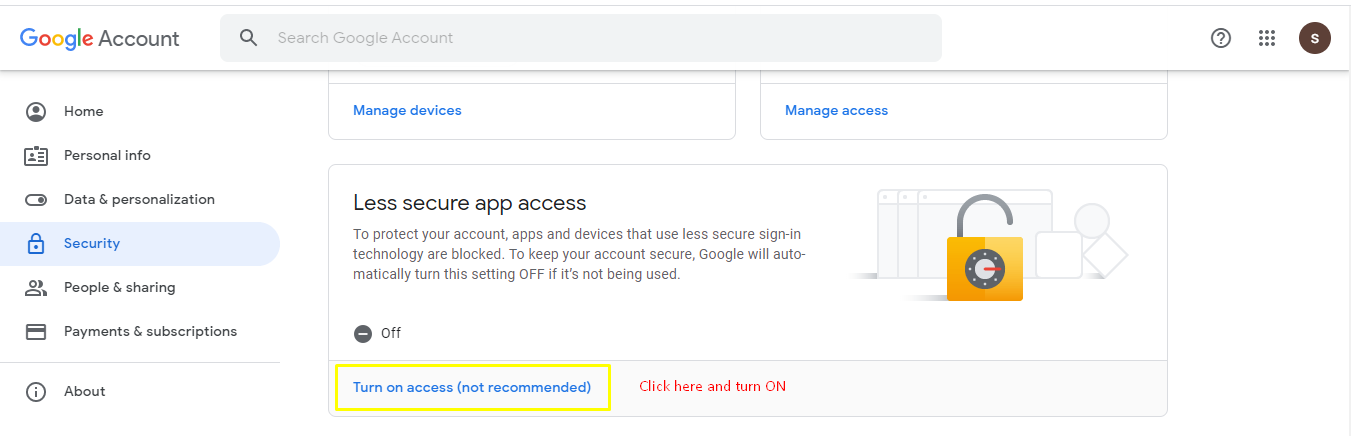 Google Account
Search Google Account
s
Home
Personal info
Data & personalization
Security
People & sharing
Payments & subscriptions
About
Manage devices
Manage access
Less secure app access
To protect your account, apps and devices that use less secure sign-in
technology are blocked. To keep your account secure, Google will auto-
matically turn this setting OFF if it's not being used.
Off
Turn on access (not recommended)
Click here and turn ON